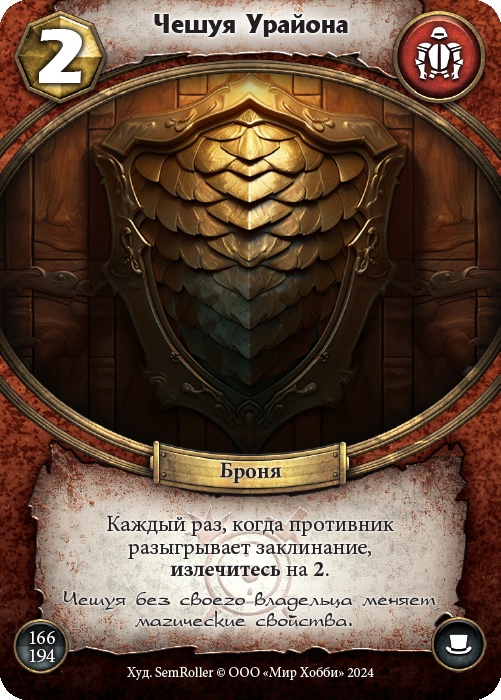 2
Чешуя Урайона
Броня
Каждый раз, когда противник
разыгрывает заклинание,
излечитесь на 2.
Чешуя без своего владельца меняет
магические свойства.
166
194
Худ. SemRoller © ООО «Мир Хобби» 2024